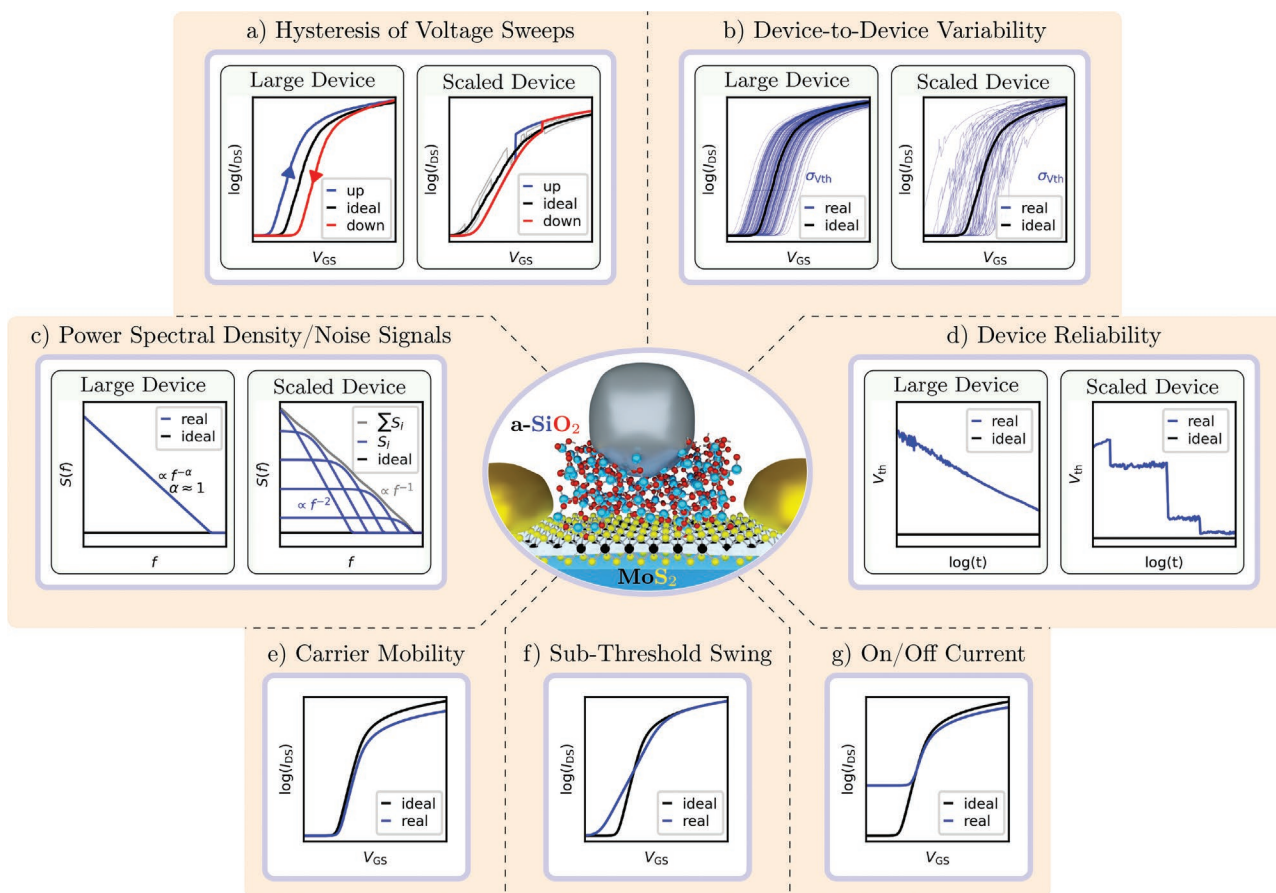 a) Hysteresis of Voltage Sweeps
Large Device
log(I_DS)
up
ideal
down
V_GS
Scaled Device
log(I_DS)
up
ideal
down
V_GS
b) Device-to-Device Variability
Large Device
log(I_DS)
σ_Vth
real
ideal
V_GS
Scaled Device
log(I_DS)
σ_Vth
real
ideal
V_GS
c) Power Spectral Density/Noise Signals
Large Device
S(f)
real
ideal
∝ f^-α
α ≈ 1
f
Scaled Device
S(f)
∑S_i
S_i
ideal
∝ f^-1
∝ f^-2
f
a-SiO₂
MoS₂
d) Device Reliability
Large Device
V_th
real
ideal
log(t)
Scaled Device
V_th
real
ideal
log(t)
e) Carrier Mobility
log(I_DS)
ideal
real
V_GS
f) Sub-Threshold Swing
log(I_DS)
ideal
real
V_GS
g) On/Off Current
log(I_DS)
ideal
real
V_GS